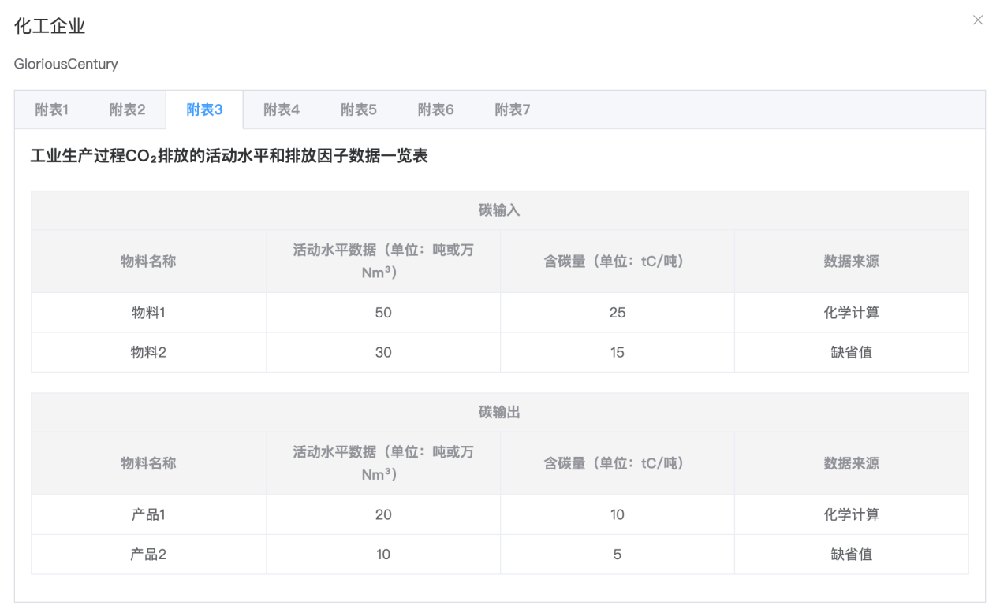 化工企业
GloriousCentury
附表1 附表2 附表3 附表4 附表5 附表6 附表7
工业生产过程CO₂排放的活动水平和排放因子数据一览表
碳输入
物料名称 活动水平数据（单位：吨或万Nm³） 含碳量（单位：tC/吨） 数据来源
物料1 50 25 化学计算
物料2 30 15 缺省值
碳输出
物料名称 活动水平数据（单位：吨或万Nm³） 含碳量（单位：tC/吨） 数据来源
产品1 20 10 化学计算
产品2 10 5 缺省值